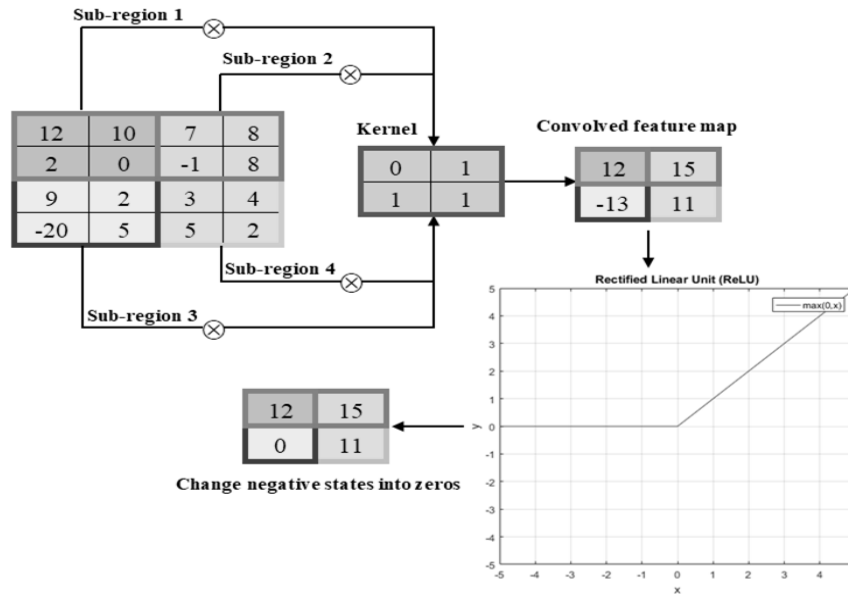 Sub-region 1
Sub-region 2
12 10 7 8
2 0 -1 8
9 2 3 4
-20 5 5 2
Kernel
0 1
1 1
Convolved feature map
12 15
-13 11
Sub-region 4
Sub-region 3
Rectified Linear Unit (ReLU)
max(0,x)
5
4
3
2
1
0
-1
-2
-3
-4
-5
y
-5 -4 -3 -2 -1 0 1 2 3 4
x
12 15
0 11
Change negative states into zeros